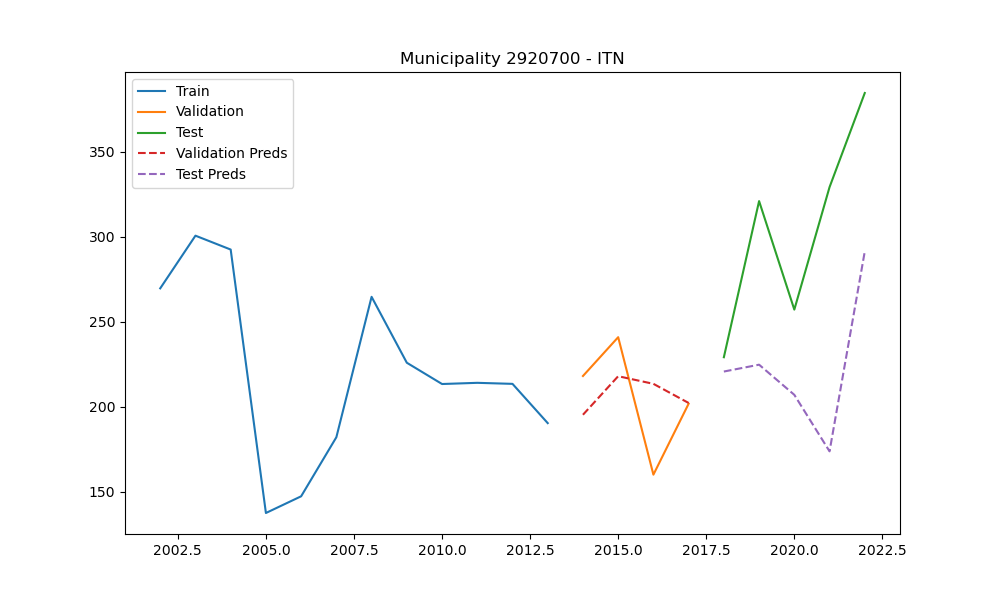 Municipality 2920700 - ITN
Train
Validation
Test
Validation Preds
Test Preds
350
300
250
200
150
2002.5 2005.0 2007.5 2010.0 2012.5 2015.0 2017.5 2020.0 2022.5